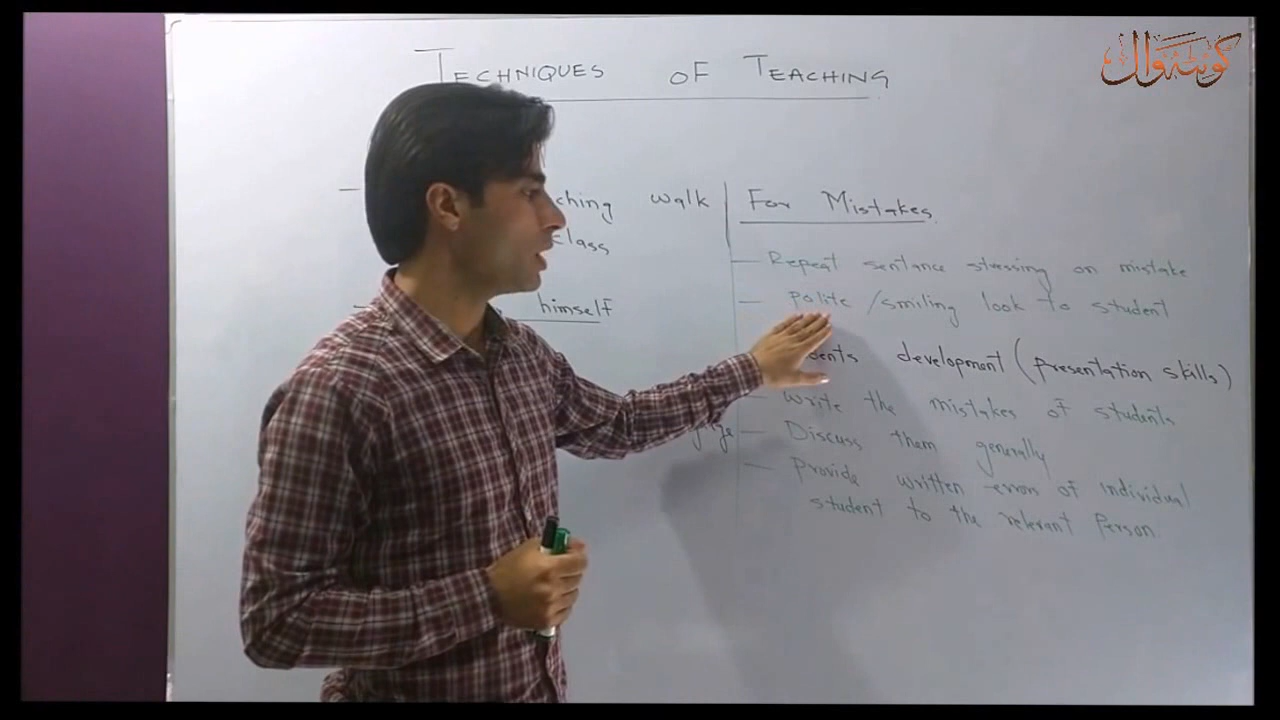 TECHNIQUES OF TEACHING
کوئٹہ وال
walk
class
himself
For Mistakes
Repeat sentance stressing on mistake
polite / smiling look to student
development (presentation skills)
write the mistakes of students
Discuss them generally
provide written errors of individual
student to the relevant Person